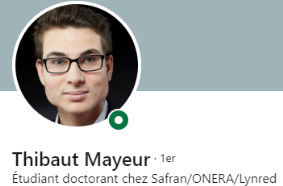 Thibaut Mayeur · 1er
Étudiant doctorant chez Safran/ONERA/Lynred